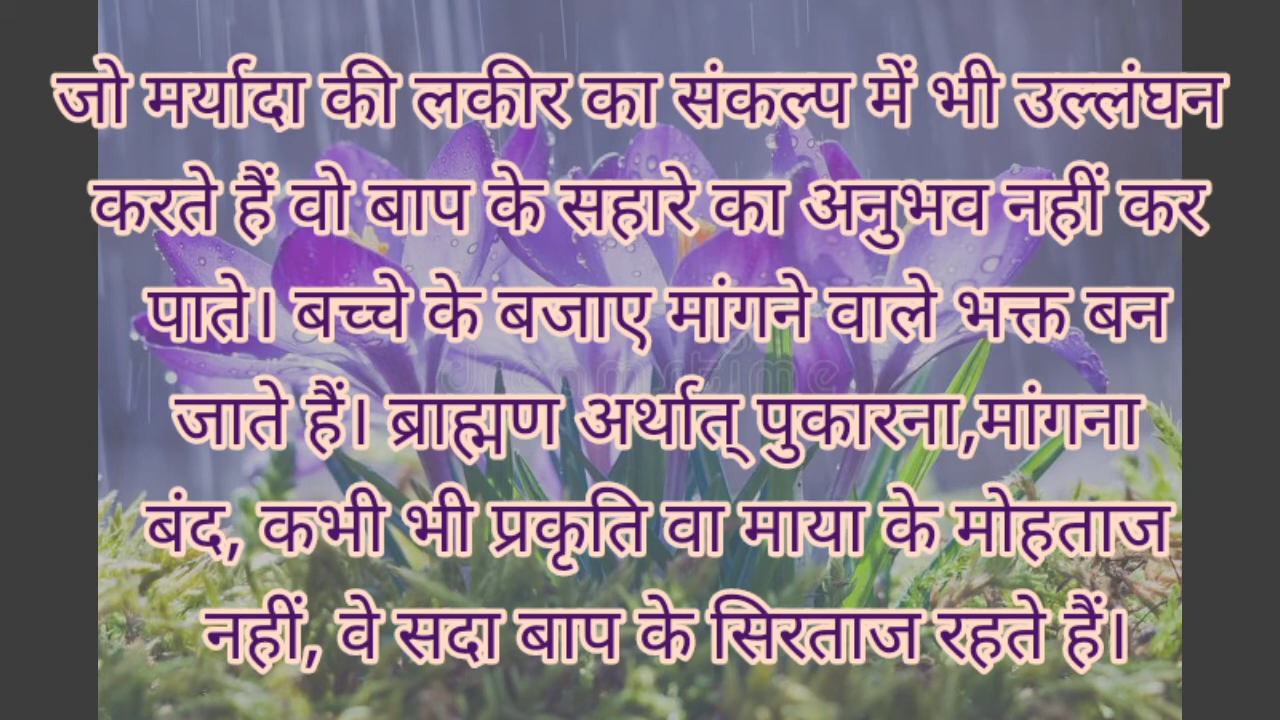 जो मर्यादा की लकीर का संकल्प में भी उल्लंघन
करते हैं वो बाप के सहारे का अनुभव नहीं कर
पाते। बच्चे के बजाए मांगने वाले भक्त बन
जाते हैं। ब्राह्मण अर्थात् पुकारना,मांगना
बंद, कभी भी प्रकृति वा माया के मोहताज
नहीं, वे सदा बाप के सिरताज रहते हैं।
dreamstime